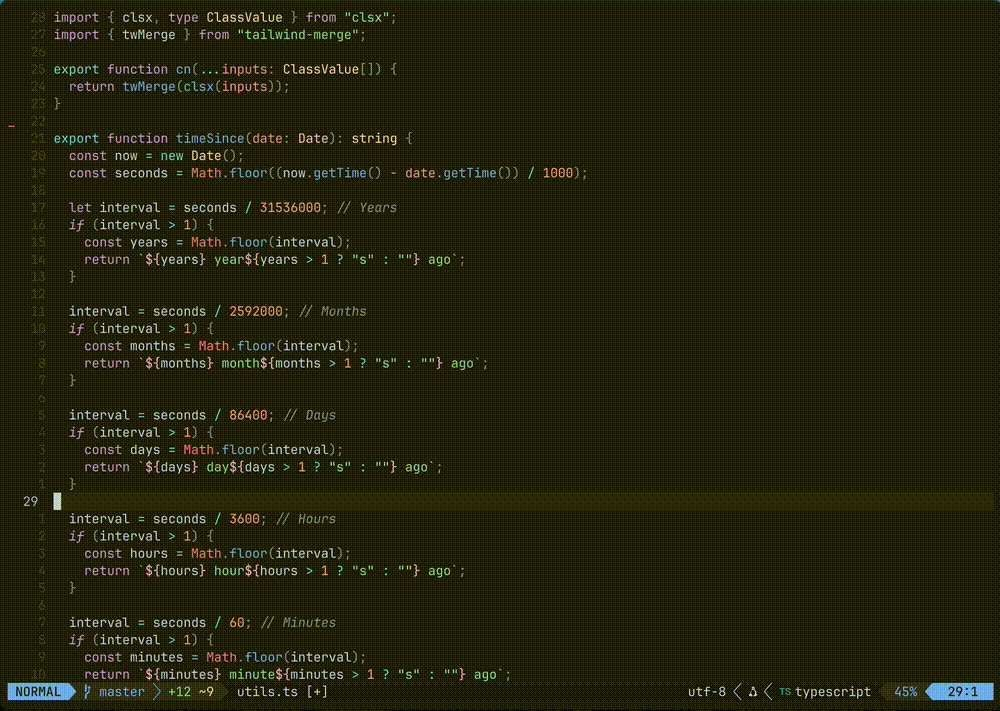 28 import { clsx, type ClassValue } from "clsx";
27 import { twMerge } from "tailwind-merge";
26
25 export function cn(...inputs: ClassValue[]) {
24   return twMerge(clsx(inputs));
23 }
22
21 export function timeSince(date: Date): string {
20   const now = new Date();
19   const seconds = Math.floor((now.getTime() - date.getTime()) / 1000);
18
17   let interval = seconds / 31536000; // Years
16   if (interval > 1) {
15     const years = Math.floor(interval);
14     return `${years} year${years > 1 ? "s" : ""} ago`;
13   }
12
11   interval = seconds / 2592000; // Months
10   if (interval > 1) {
9     const months = Math.floor(interval);
8     return `${months} month${months > 1 ? "s" : ""} ago`;
7   }
6
5   interval = seconds / 86400; // Days
4   if (interval > 1) {
3     const days = Math.floor(interval);
2     return `${days} day${days > 1 ? "s" : ""} ago`;
1   }
29
1   interval = seconds / 3600; // Hours
2   if (interval > 1) {
3     const hours = Math.floor(interval);
4     return `${hours} hour${hours > 1 ? "s" : ""} ago`;
5   }
6
7   interval = seconds / 60; // Minutes
8   if (interval > 1) {
9     const minutes = Math.floor(interval);
10     return `${minutes} minute${minutes > 1 ? "s" : ""} ago`;
NORMAL master +12 ~9 utils.ts [+] utf-8 TS typescript 45% 29:1